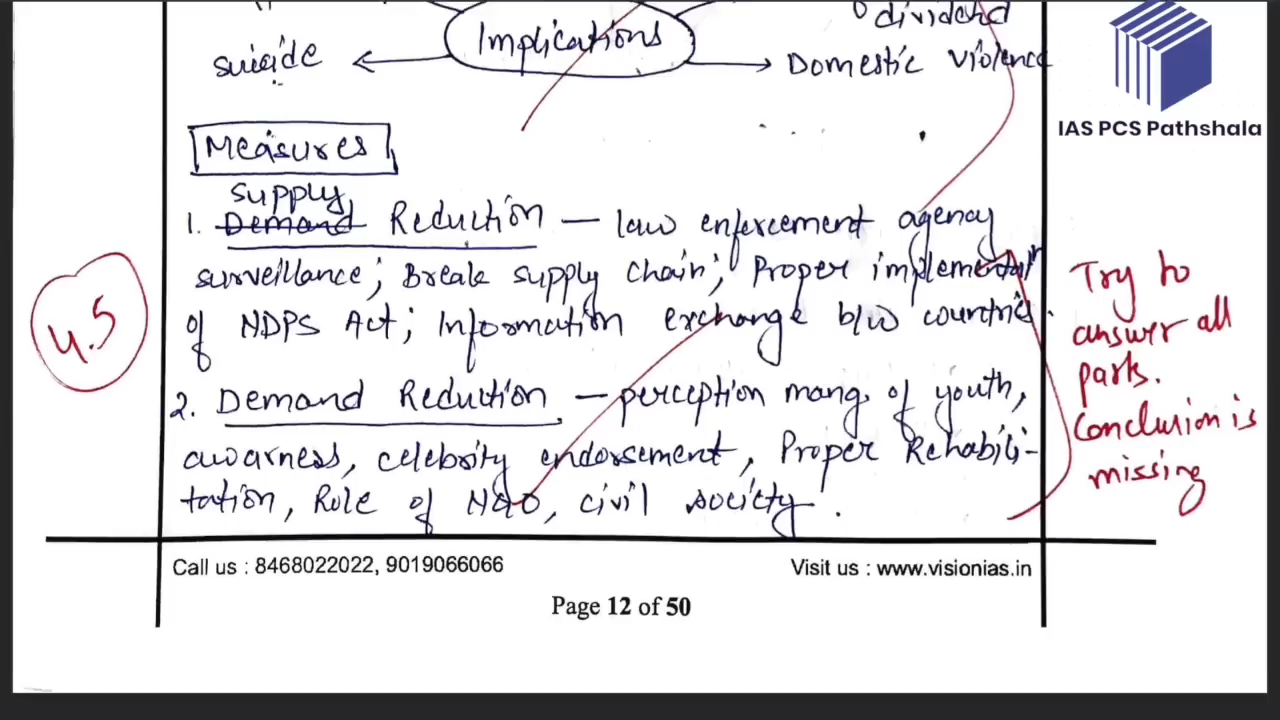 dividend
Implications
suicide
Domestic violence
IAS PCS Pathshala
Measures
supply
1. Demand Reduction — law enforcement agency
surveillance; Break supply chain; Proper implementatn
of NDPS Act; Information exchange b/w countries.
4.5
Try to
answer all
parts.
Conclusion is
missing
2. Demand Reduction — perception mang. of youth,
awarness, celebrity endorsement, Proper Rehabili-
tation, Role of NGO, civil society.
Call us : 8468022022, 9019066066
Visit us : www.visionias.in
Page 12 of 50